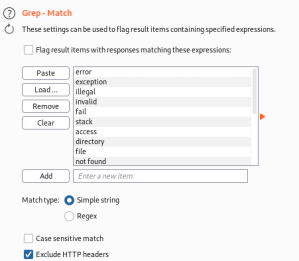 Grep - Match
These settings can be used to flag result items containing specified expressions.
Flag result items with responses matching these expressions:
Paste
Load ...
Remove
Clear
error
exception
illegal
invalid
fail
stack
access
directory
file
not found
Add
Enter a new item
Match type:
Simple string
Regex
Case sensitive match
Exclude HTTP headers